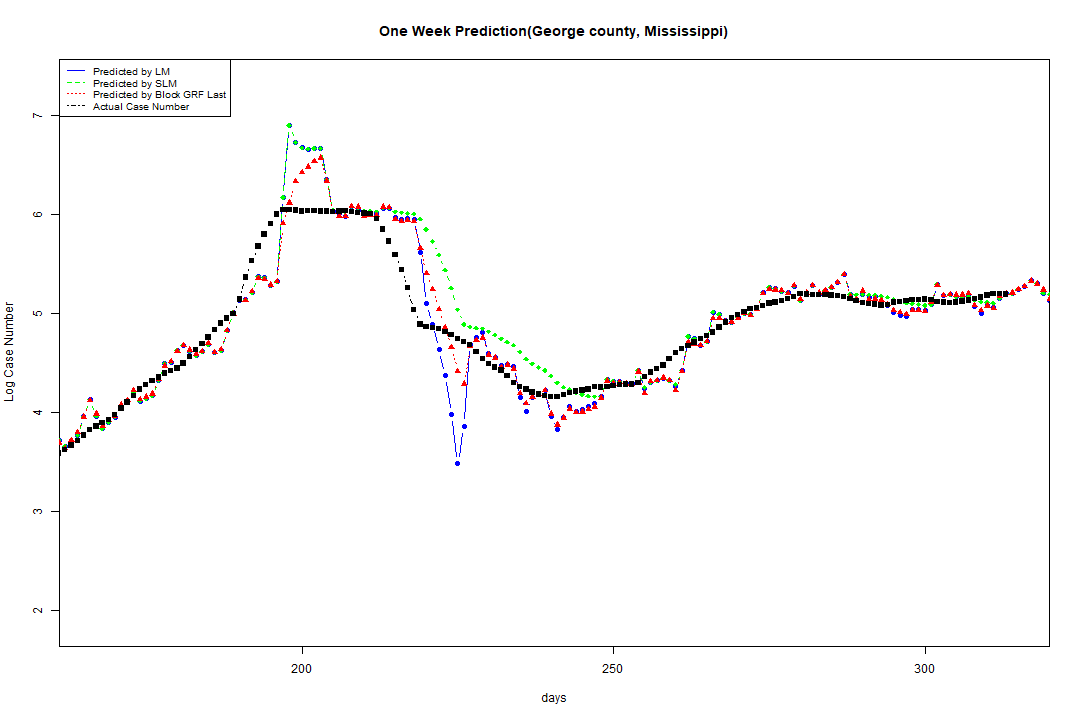 One Week Prediction(George county, Mississippi)
Predicted by LM
Predicted by SLM
Predicted by Block GRF Last
Actual Case Number
7
6
5
4
3
2
Log Case Number
200 250 300
days